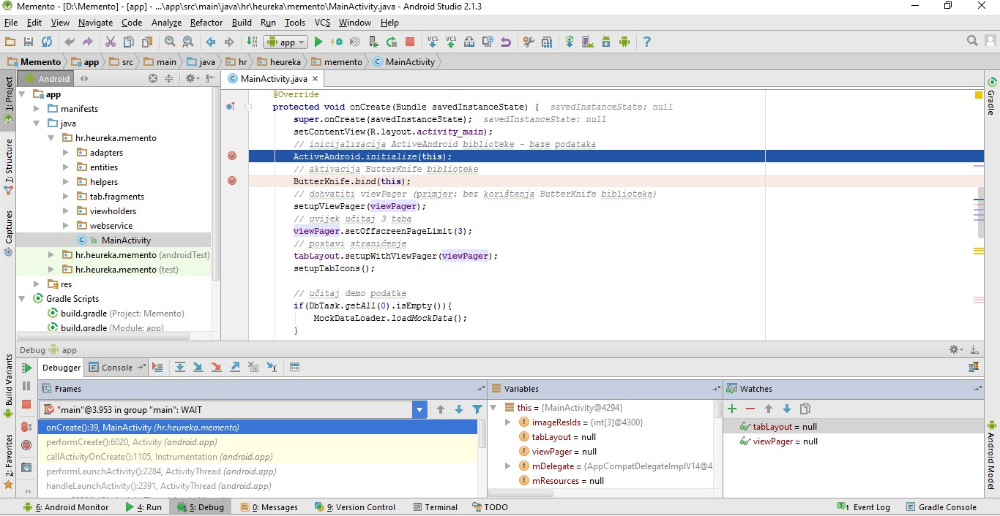 Memento - [D:\Memento] - [app] - ...\app\src\main\java\hr\heureka\memento\MainActivity.java - Android Studio 2.1.3
File Edit View Navigate Code Analyze Refactor Build Run Tools VCS Window Help
app
Memento app src main java hr heureka memento MainActivity
1: Project
7: Structure
Captures
Build Variants
2: Favorites
Android
app
manifests
java
hr.heureka.memento
adapters
entities
helpers
tab.fragments
viewholders
webservice
MainActivity
hr.heureka.memento (androidTest)
hr.heureka.memento (test)
res
Gradle Scripts
build.gradle (Project: Memento)
build.gradle (Module: app)
MainActivity.java
@Override
protected void onCreate(Bundle savedInstanceState) { savedInstanceState: null
super.onCreate(savedInstanceState); savedInstanceState: null
setContentView(R.layout.activity_main);
// inicijalizacija ActiveAndroid biblioteke - baze podataka
ActiveAndroid.initialize(this);
// aktivacija ButterKnife biblioteke
ButterKnife.bind(this);
// dohvatiti viewPager (primjer: bez korištenja ButterKnife biblioteke)
setupViewPager(viewPager);
// uvijek učitaj 3 taba
viewPager.setOffscreenPageLimit(3);
// postavi straničenje
tabLayout.setupWithViewPager(viewPager);
setupTabIcons();
// učitaj demo podatke
if(DbTask.getAll(0).isEmpty()){
MockDataLoader.loadMockData();
}
Gradle
Android Model
Debug app
Debugger Console
Frames
"main"@3.953 in group "main": WAIT
onCreate():39, MainActivity (hr.heureka.memento)
performCreate():6020, Activity (android.app)
callActivityOnCreate():1105, Instrumentation (android.app)
performLaunchActivity():2284, ActivityThread (android.app)
handleLaunchActivity():2391, ActivityThread (android.app)
Variables
this = {MainActivity@4294}
imageResIds = {int[3]@4300}
tabLayout = null
viewPager = null
mDelegate = {AppCompatDelegateImplV14@4
mResources = null
Watches
tabLayout = null
viewPager = null
6: Android Monitor 4: Run 5: Debug 0: Messages 9: Version Control Terminal TODO 1 Event Log Gradle Console